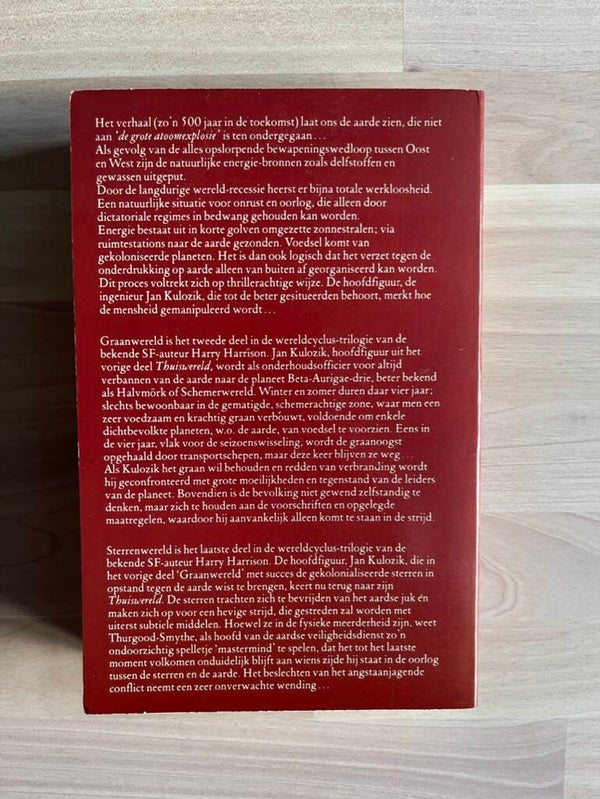 Het verhaal (zo'n 500 jaar in de toekomst) laat ons de aarde zien, die niet
aan 'de grote atoomexplosie' is ten ondergegaan...
Als gevolg van de alles opslorpende bewapeningswedloop tussen Oost
en West zijn de natuurlijke energie-bronnen zoals delfstoffen en
gewassen uitgeput.
Door de langdurige wereld-recessie heerst er bijna totale werkloosheid.
Een natuurlijke situatie voor onrust en oorlog, die alleen door
dictatoriale regimes in bedwang gehouden kan worden.
Energie bestaat uit in korte golven omgezette zonnestralen; via
ruimtestations naar de aarde gezonden. Voedsel komt van
gekoloniseerde planeten. Het is dan ook logisch dat het verzet tegen de
onderdrukking op aarde alleen van buiten af georganiseerd kan worden.
Dit proces voltrekt zich op thrillerachtige wijze. De hoofdfiguur, de
ingenieur Jan Kulozik, die tot de beter gesitueerden behoort, merkt hoe
de mensheid gemanipuleerd wordt...
Graanwereld is het tweede deel in de wereldcyclus-trilogie van de
bekende SF-auteur Harry Harrison. Jan Kulozik, hoofdfiguur uit het
vorige deel Thuiswereld, wordt als onderhoudsofficier voor altijd
verbannen van de aarde naar de planeet Beta-Aurigae-drie, beter bekend
als Halvmörk of Schemerwereld. Winter en zomer duren daar vier jaar;
slechts bewoonbaar in de gematigde, schemerachtige zone, waar men een
zeer voedzaam en krachtig graan verbouwt, voldoende om enkele
dichtbevolkte planeten, w.o. de aarde, van voedsel te voorzien. Eens in
de vier jaar, vlak voor de seizoenswisseling, wordt de graanoogst
opgehaald door transportschepen, maar deze keer blijven ze weg...
Als Kulozik het graan wil behouden en redden van verbranding wordt
hij geconfronteerd met grote moeilijkheden en tegenstand van de leiders
van de planeet. Bovendien is de bevolking niet gewend zelfstandig te
denken, maar zich te houden aan de voorschriften en opgelegde
maatregelen, waardoor hij aanvankelijk alleen komt te staan in de strijd.
Sterrenwereld is het laatste deel in de wereldcyclus-trilogie van de
bekende SF-auteur Harry Harrison. De hoofdfiguur, Jan Kulozik, die in
het vorige deel 'Graanwereld' met succes de gekolonialiseerde sterren in
opstand tegen de aarde wist te brengen, keert nu terug naar zijn
Thuiswereld. De sterren trachten zich te bevrijden van het aardse juk én
maken zich op voor een hevige strijd, die gestreden zal worden met
uiterst subtiele middelen. Hoewel ze in de fysieke meerderheid zijn, weet
Thurgood-Smythe, als hoofd van de aardse veiligheidsdienst zo'n
ondoorzichtig spelletje 'mastermind' te spelen, dat het tot het laatste
moment volkomen onduidelijk blijft aan wiens zijde hij staat in de oorlog
tussen de sterren en de aarde. Het beslechten van het angstaanjagende
conflict neemt een zeer onverwachte wending...